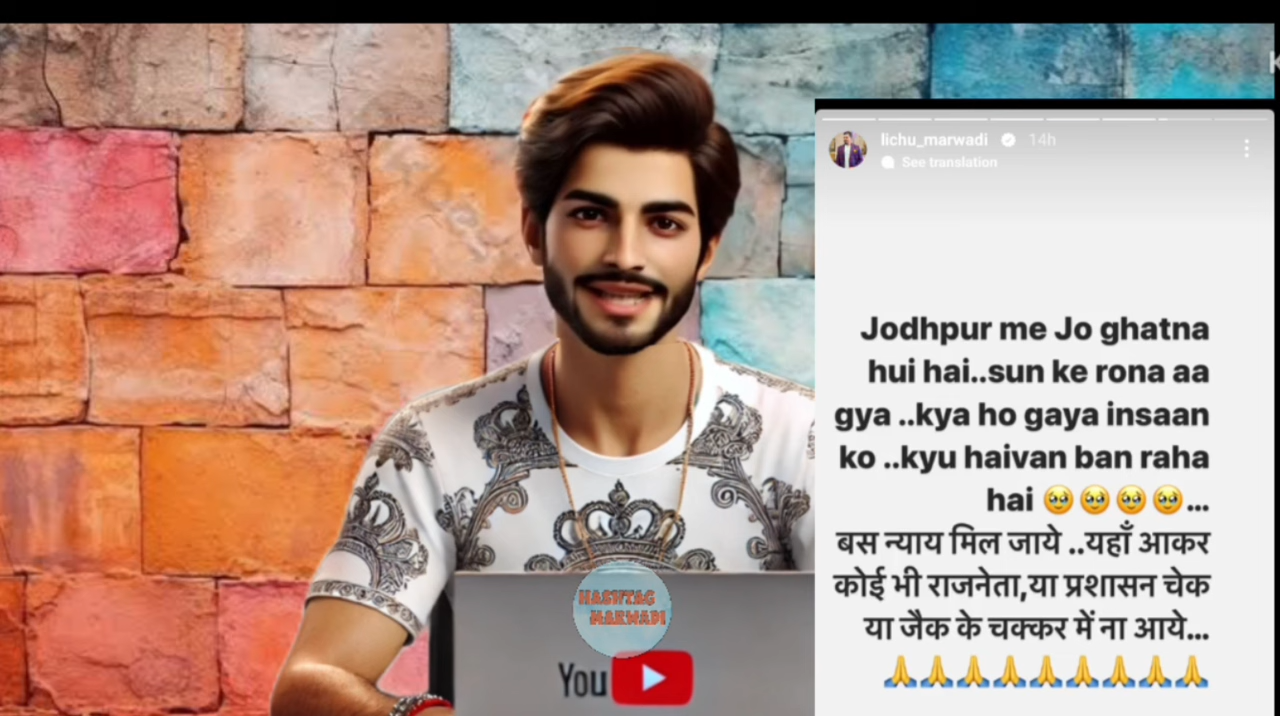 lichu_marwadi 14h
See translation
Jodhpur me Jo ghatna
hui hai..sun ke rona aa
gya ..kya ho gaya insaan
ko ..kyu haivan ban raha
hai 🥹🥹🥹🥹...
बस न्याय मिल जाये ..यहाँ आकर
कोई भी राजनेता,या प्रशासन चेक
या जैक के चक्कर में ना आये...
🙏🙏🙏🙏🙏🙏🙏🙏🙏
HASHTAG
MARWADI
You